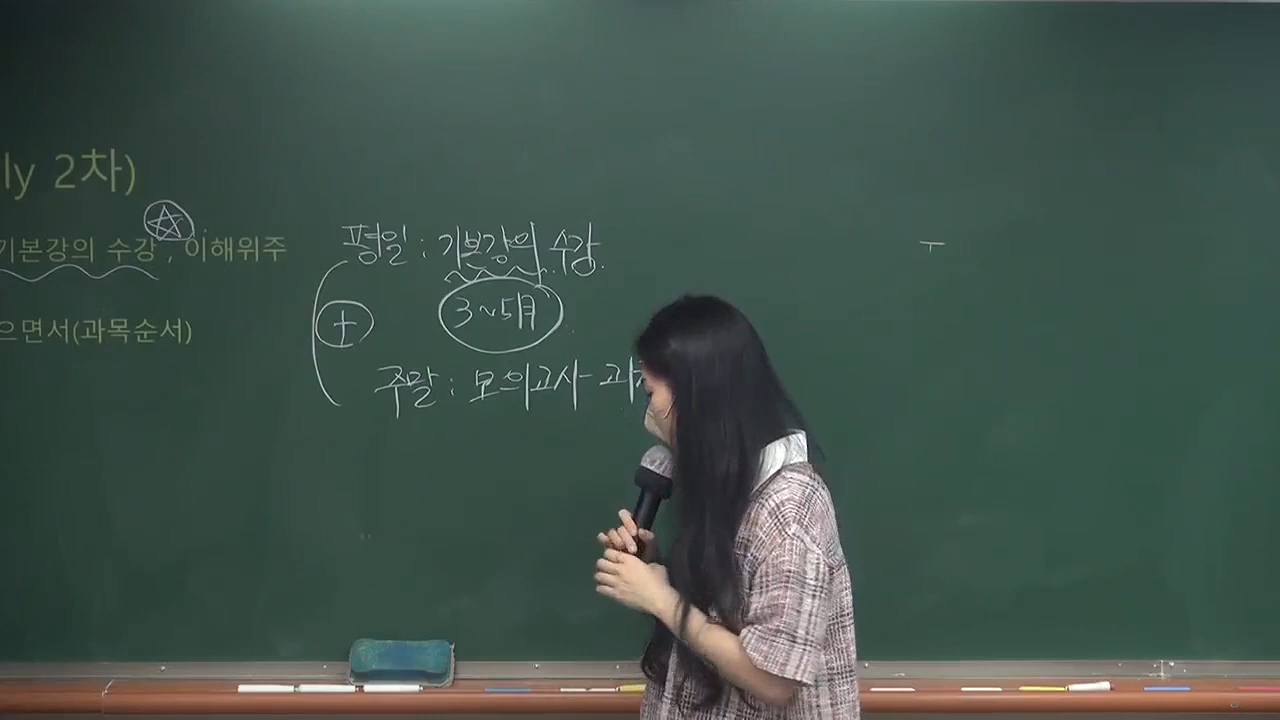 ly 2차)
기본강의 수강, 이해위주
으면서(과목순서)
평일 : 기본강의 수강.
+
3~5月
주말 : 모의고사